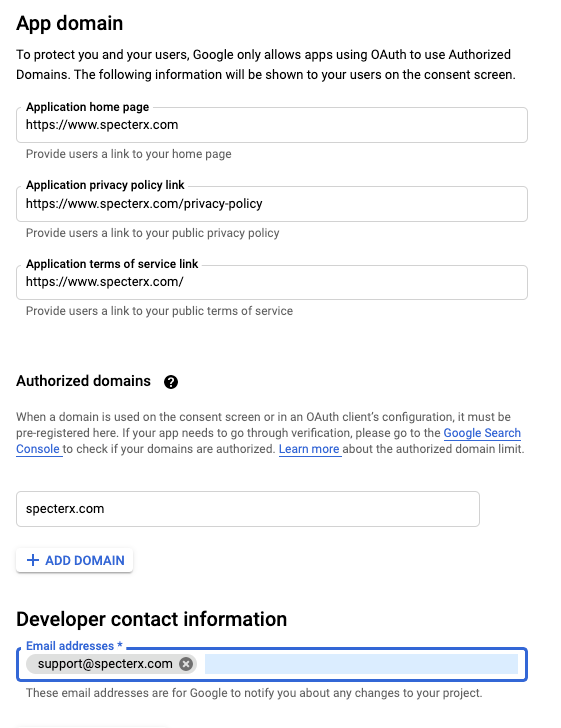 App domain
To protect you and your users, Google only allows apps using OAuth to use Authorized
Domains. The following information will be shown to your users on the consent screen.
Application home page
https://www.specterx.com
Provide users a link to your home page
Application privacy policy link
https://www.specterx.com/privacy-policy
Provide users a link to your public privacy policy
Application terms of service link
https://www.specterx.com/
Provide users a link to your public terms of service
Authorized domains ?
When a domain is used on the consent screen or in an OAuth client’s configuration, it must be
pre-registered here. If your app needs to go through verification, please go to the Google Search
Console to check if your domains are authorized. Learn more about the authorized domain limit.
specterx.com
+ ADD DOMAIN
Developer contact information
Email addresses *
support@specterx.com
These email addresses are for Google to notify you about any changes to your project.